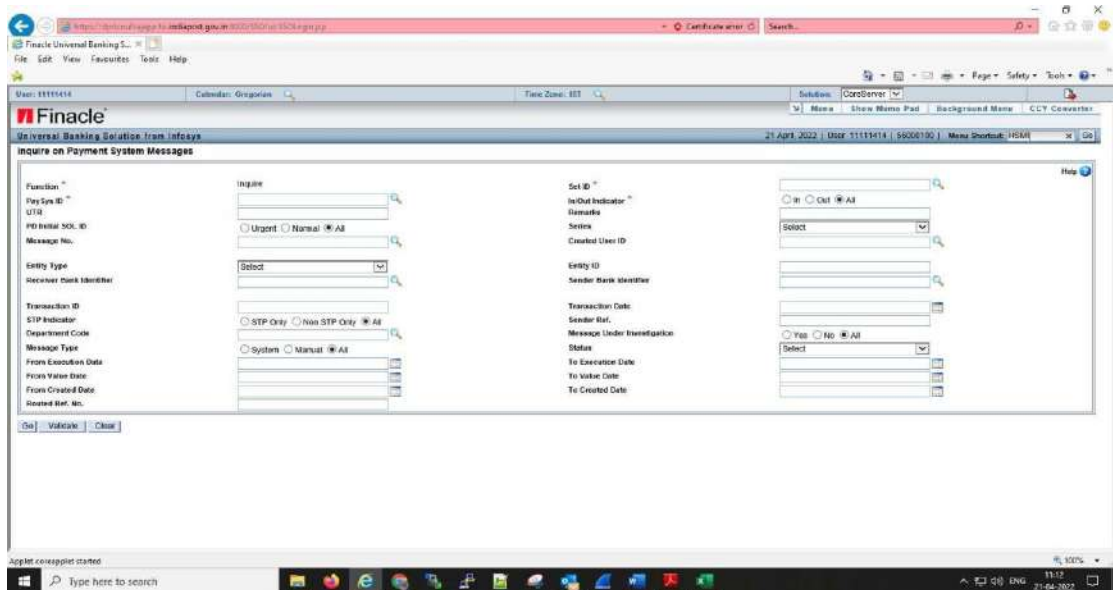 indiapost.gov.in
Certificate error
Search...
Finacle Universal Banking S...
File Edit View Favourites Tools Help
Page Safety Tools
User: 11111414 Calendar: Gregorian Time Zone: IST Solution: CoreServer
Finacle
Menu Show Memo Pad Background Menu CCY Converter
Universal Banking Solution from Infosys 21 April, 2022 | User 11111414 | 56000100 | Menu Shortcut: Go
Inquire on Payment System Messages
Help
Function * Inquire Set ID *
PaySys ID * In/Out Indicator * In Out All
UTR Remarks
PD Initial SOL ID Urgent Normal All Series Select
Message No. Created User ID
Entity Type Select Entity ID
Receiver Bank Identifier Sender Bank Identifier
Transaction ID Transaction Date
STP Indicator STP Only Non STP Only All Sender Ref.
Department Code Message Under Investigation Yes No All
Message Type System Manual All Status Select
From Execution Date To Execution Date
From Value Date To Value Date
From Created Date To Created Date
Routed Ref. No.
Go Validate Clear
Applet coreapplet started 100%
Type here to search ENG 11:12
21-04-2022